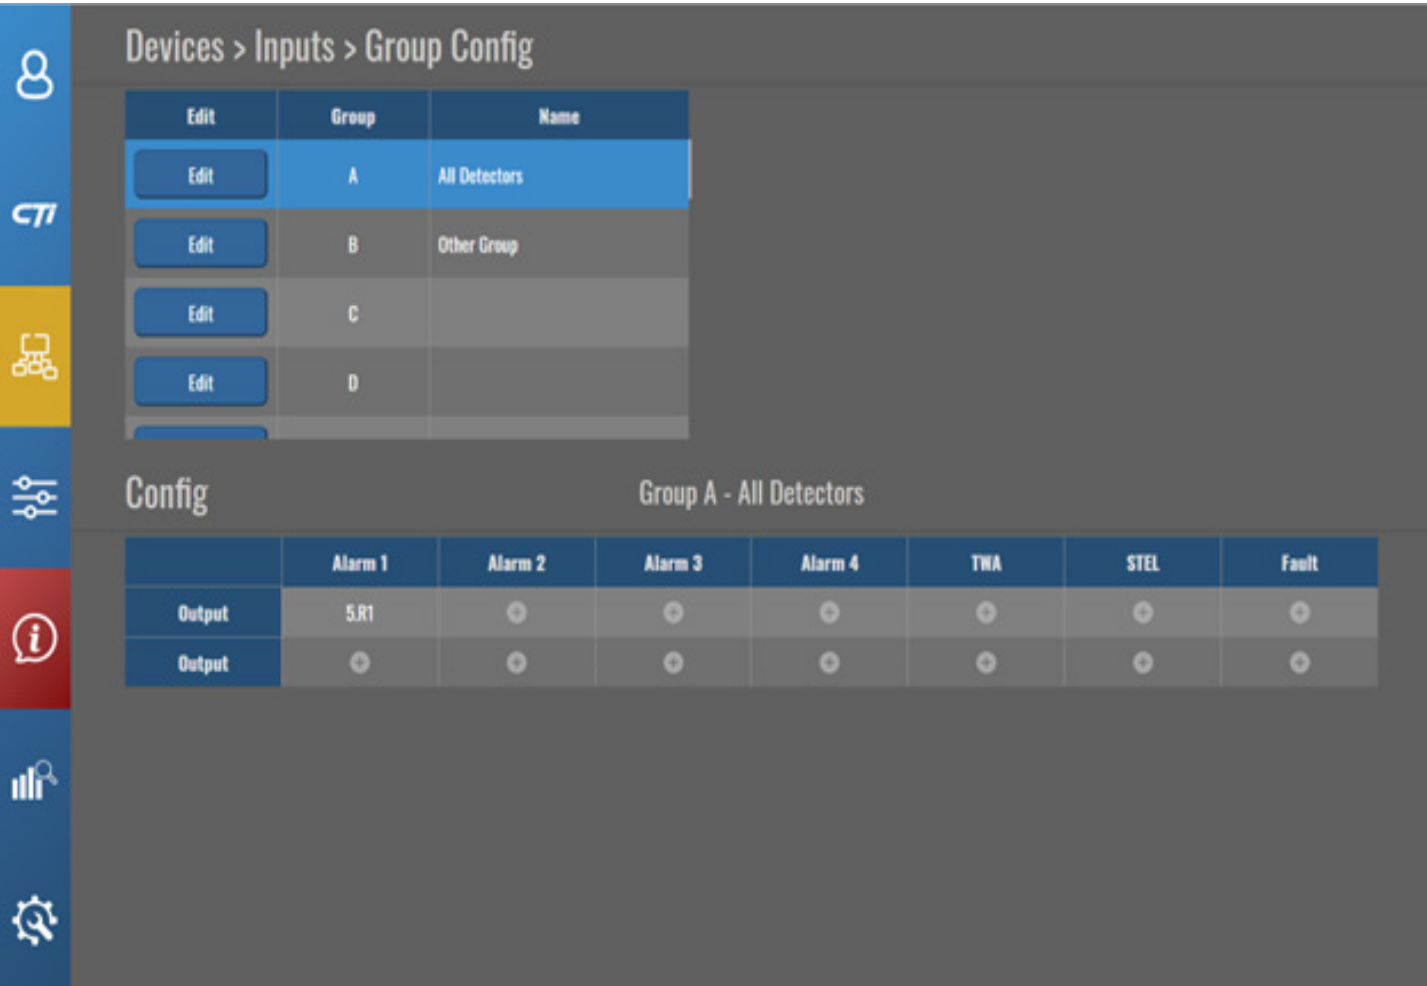 Devices > Inputs > Group Config
Edit Group Name
Edit A All Detectors
CTI
Edit B Other Group
Edit C
Edit D
Config Group A - All Detectors
Alarm 1 Alarm 2 Alarm 3 Alarm 4 TWA STEL Fault
Output 5.R1
Output